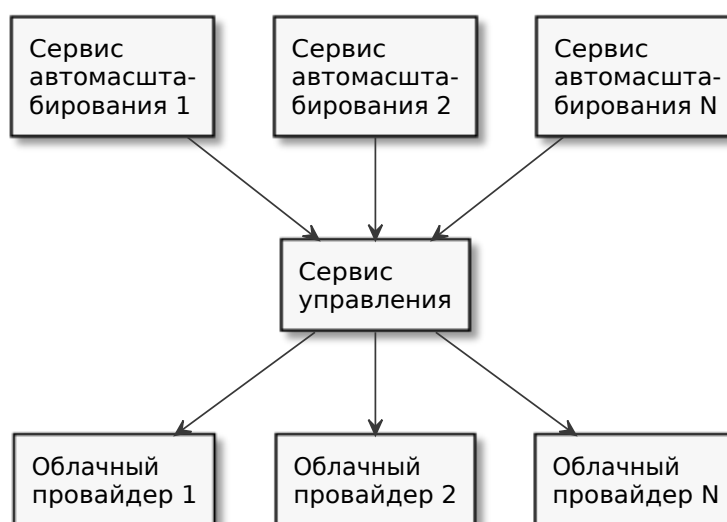 Сервис
автомасшта-
бирования 1
Сервис
автомасшта-
бирования 2
Сервис
автомасшта-
бирования N
Сервис
управления
Облачный
провайдер 1
Облачный
провайдер 2
Облачный
провайдер N